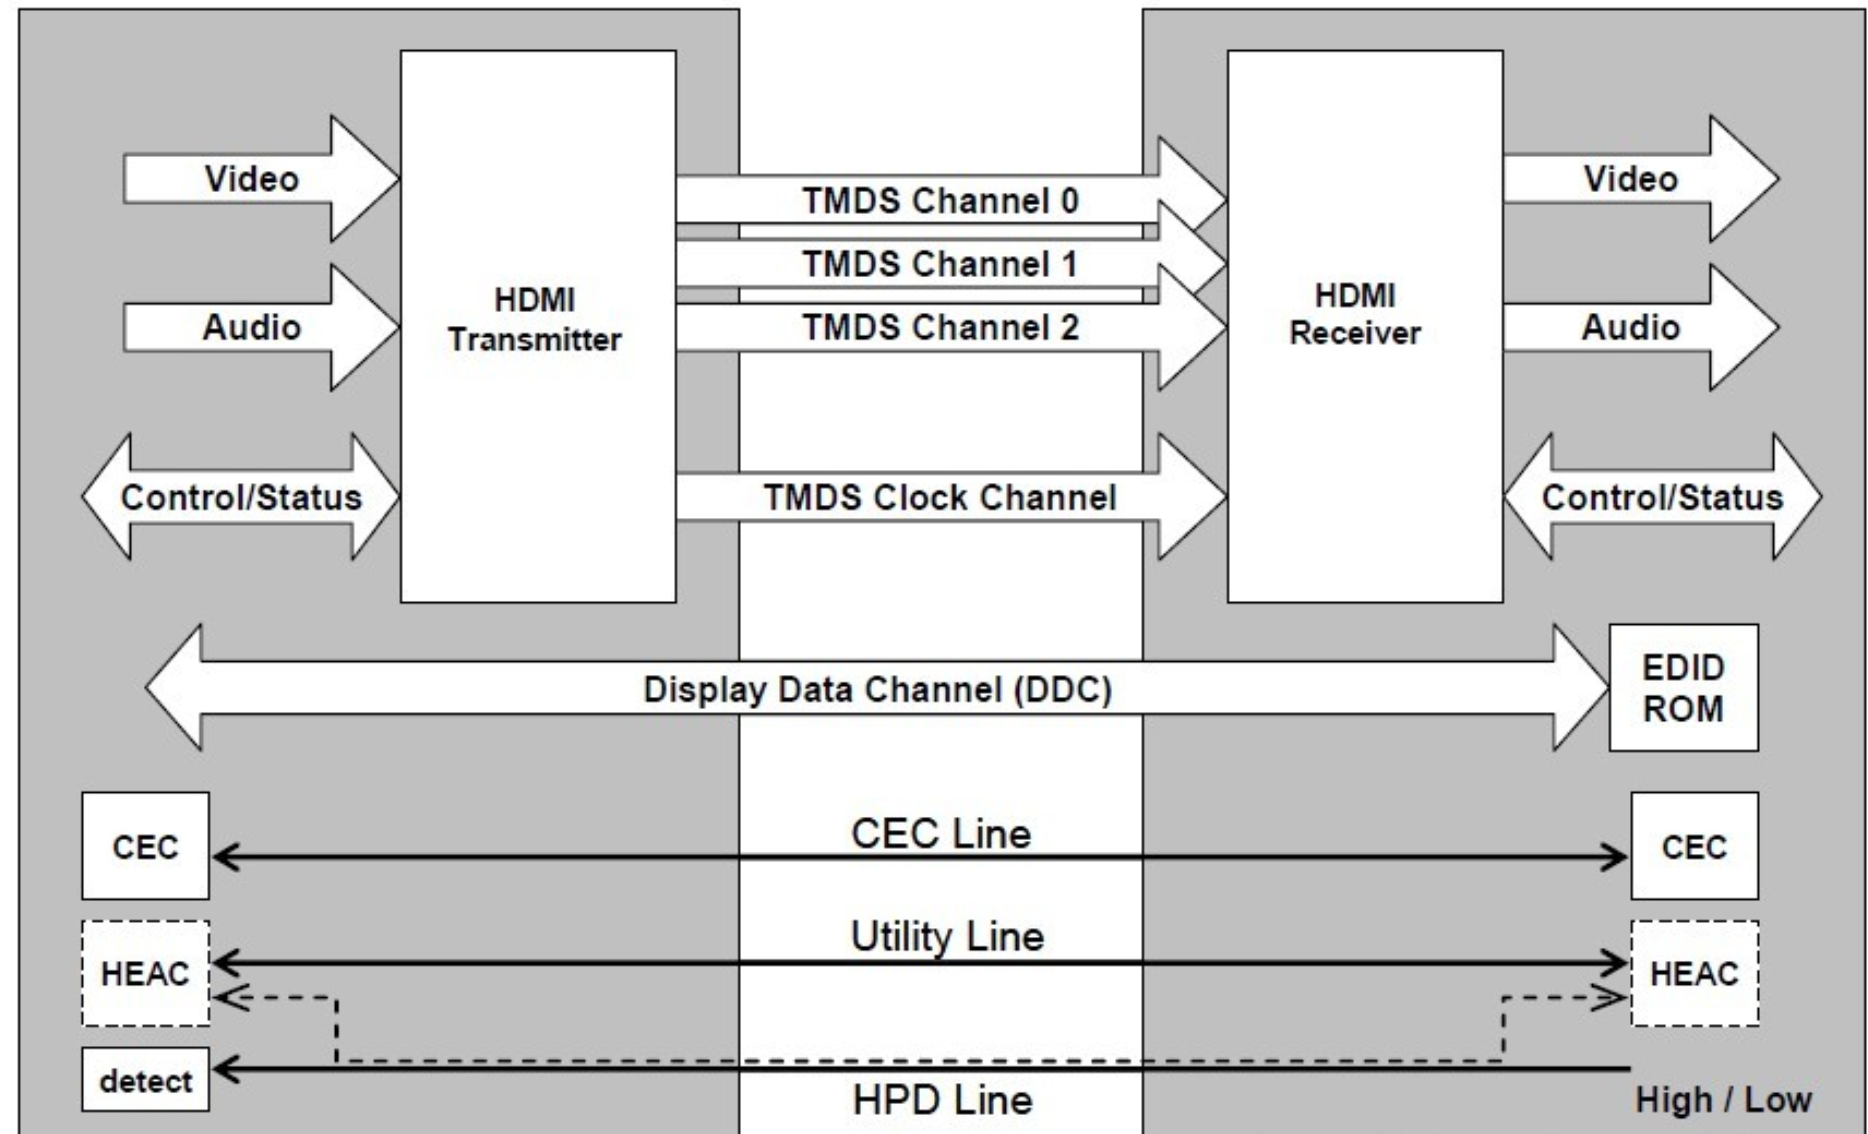 Video
TMDS Channel 0
Video
TMDS Channel 1
HDMI
Transmitter
HDMI
Receiver
Audio
TMDS Channel 2
Audio
Control/Status
TMDS Clock Channel
Control/Status
Display Data Channel (DDC)
EDID
ROM
CEC
CEC Line
CEC
HEAC
Utility Line
HEAC
detect
HPD Line
High / Low